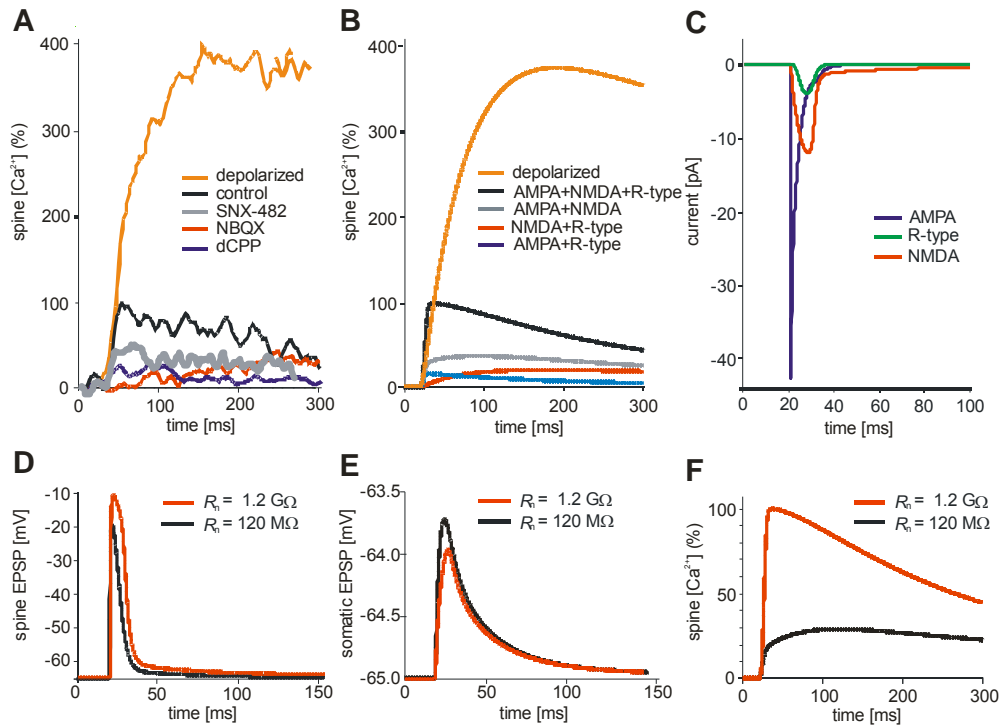 A
400
300
200
100
0
spine [Ca²⁺] (%)
depolarized
control
SNX-482
NBQX
dCPP
0
100
200
300
time [ms]
B
400
300
200
100
0
spine [Ca²⁺] (%)
depolarized
AMPA+NMDA+R-type
AMPA+NMDA
NMDA+R-type
AMPA+R-type
0
100
200
300
time [ms]
C
0
-10
-20
-30
-40
current [pA]
AMPA
R-type
NMDA
0
20
40
60
80
100
time [ms]
D
-10
-20
-30
-40
-50
-60
spine EPSP [mV]
Rn = 1.2 GΩ
Rn = 120 MΩ
0
50
100
150
time [ms]
E
-63.5
-64.0
-64.5
-65.0
somatic EPSP [mV]
Rn = 1.2 GΩ
Rn = 120 MΩ
0
50
100
150
time [ms]
F
100
50
0
spine [Ca²⁺] (%)
Rn = 1.2 GΩ
Rn = 120 MΩ
0
100
200
300
time [ms]